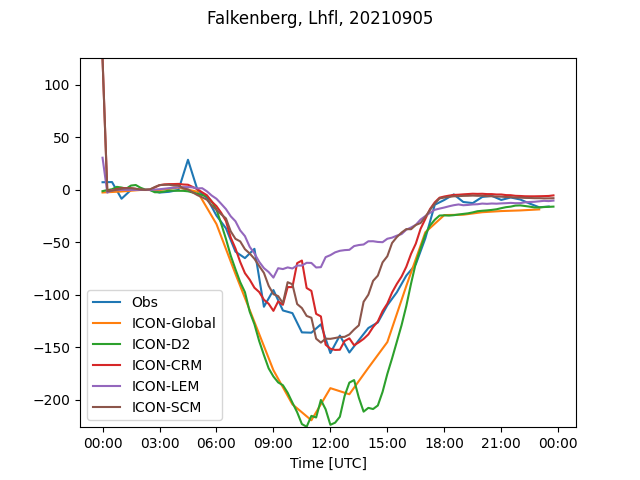 Falkenberg, Lhfl, 20210905
100
50
0
−50
−100
−150
−200
Obs
ICON-Global
ICON-D2
ICON-CRM
ICON-LEM
ICON-SCM
00:00 03:00 06:00 09:00 12:00 15:00 18:00 21:00 00:00
Time [UTC]